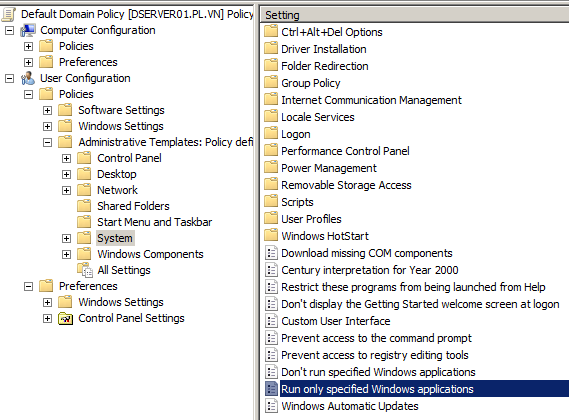 Default Domain Policy [DSERVER01.PL.VN] Policy
Computer Configuration
Policies
Preferences
User Configuration
Policies
Software Settings
Windows Settings
Administrative Templates: Policy defi
Control Panel
Desktop
Network
Shared Folders
Start Menu and Taskbar
System
Windows Components
All Settings
Preferences
Windows Settings
Control Panel Settings
Setting
Ctrl+Alt+Del Options
Driver Installation
Folder Redirection
Group Policy
Internet Communication Management
Locale Services
Logon
Performance Control Panel
Power Management
Removable Storage Access
Scripts
User Profiles
Windows HotStart
Download missing COM components
Century interpretation for Year 2000
Restrict these programs from being launched from Help
Don't display the Getting Started welcome screen at logon
Custom User Interface
Prevent access to the command prompt
Prevent access to registry editing tools
Don't run specified Windows applications
Run only specified Windows applications
Windows Automatic Updates